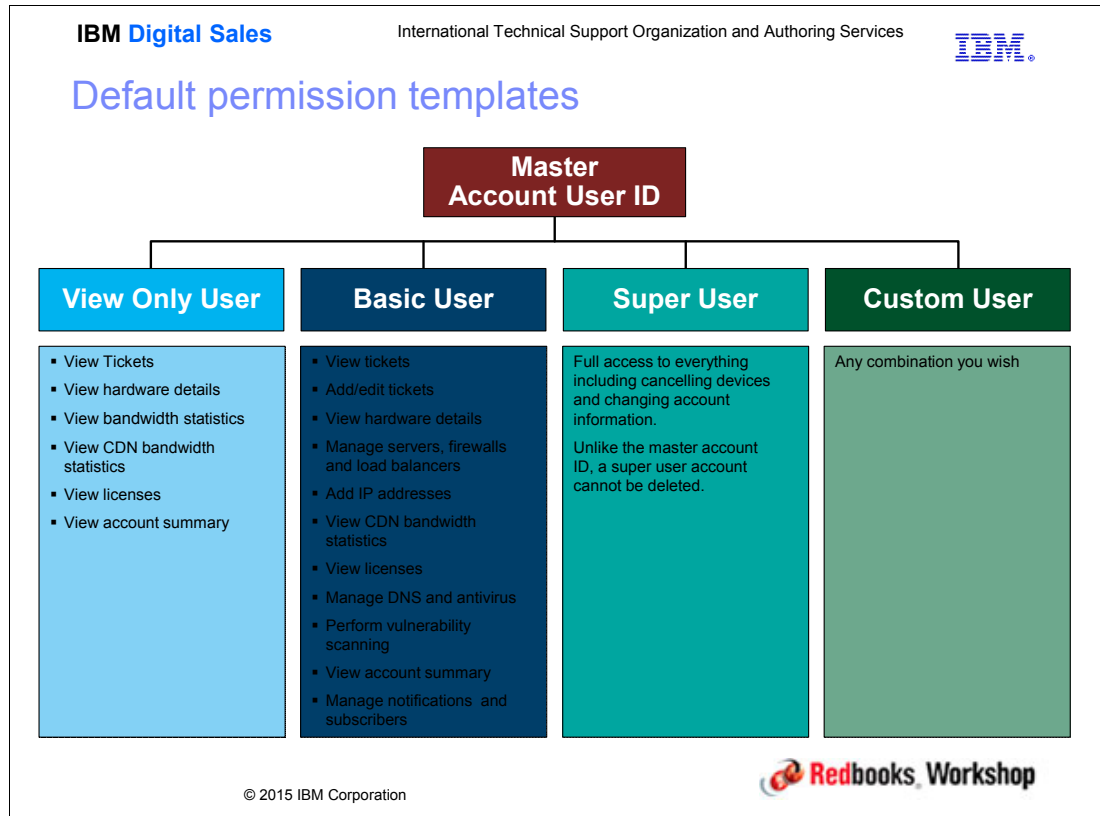 IBM Digital Sales
International Technical Support Organization and Authoring Services
IBM®
Default permission templates
Master
Account User ID
View Only User
▪ View Tickets
▪ View hardware details
▪ View bandwidth statistics
▪ View CDN bandwidth
statistics
▪ View licenses
▪ View account summary
Basic User
▪ View tickets
▪ Add/edit tickets
▪ View hardware details
▪ Manage servers, firewalls
and load balancers
▪ Add IP addresses
▪ View CDN bandwidth
statistics
▪ View licenses
▪ Manage DNS and antivirus
▪ Perform vulnerability
scanning
▪ View account summary
▪ Manage notifications and
subscribers
Super User
Full access to everything
including cancelling devices
and changing account
information.
Unlike the master account
ID, a super user account
cannot be deleted.
Custom User
Any combination you wish
© 2015 IBM Corporation
Redbooks Workshop